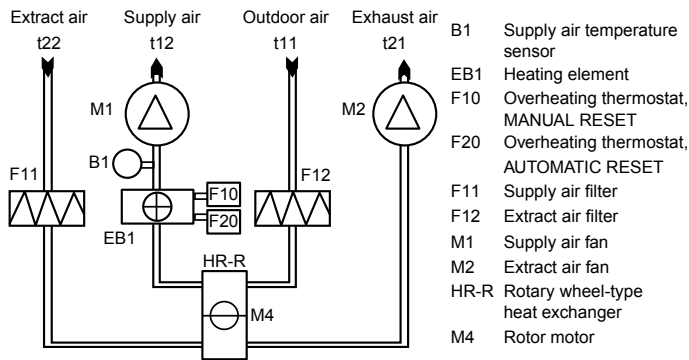 Extract air Supply air Outdoor air Exhaust air
t22 t12 t11 t21
M1
M2
B1
F11
F12
F10
F20
EB1
HR-R
M4
B1 Supply air temperature
sensor
EB1 Heating element
F10 Overheating thermostat,
MANUAL RESET
F20 Overheating thermostat,
AUTOMATIC RESET
F11 Supply air filter
F12 Extract air filter
M1 Supply air fan
M2 Extract air fan
HR-R Rotary wheel-type
heat exchanger
M4 Rotor motor